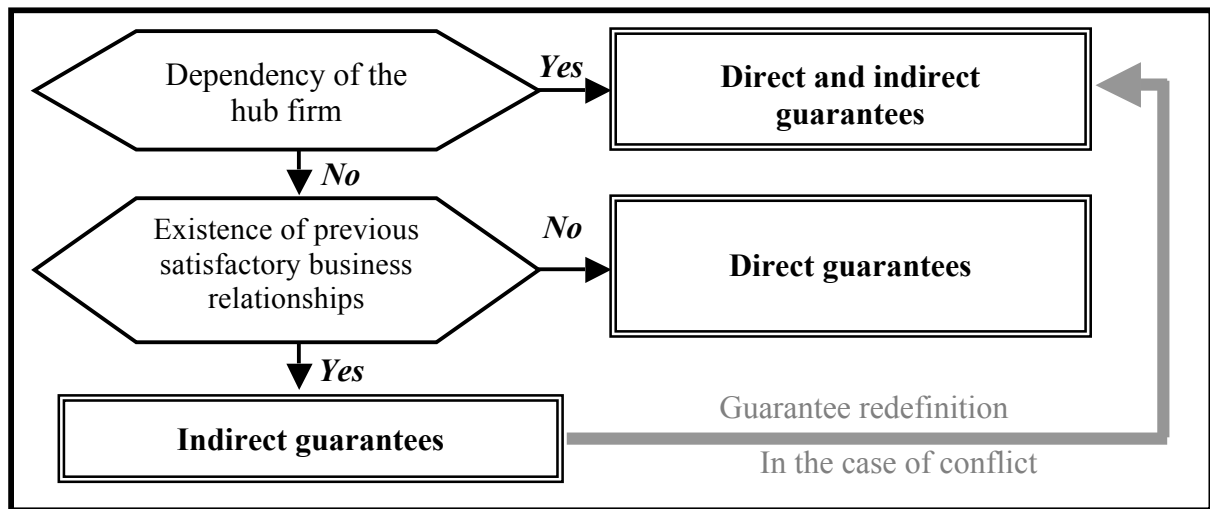 Dependency of the
hub firm
Yes
Direct and indirect
guarantees
No
Existence of previous
satisfactory business
relationships
No
Direct guarantees
Yes
Indirect guarantees
Guarantee redefinition
In the case of conflict